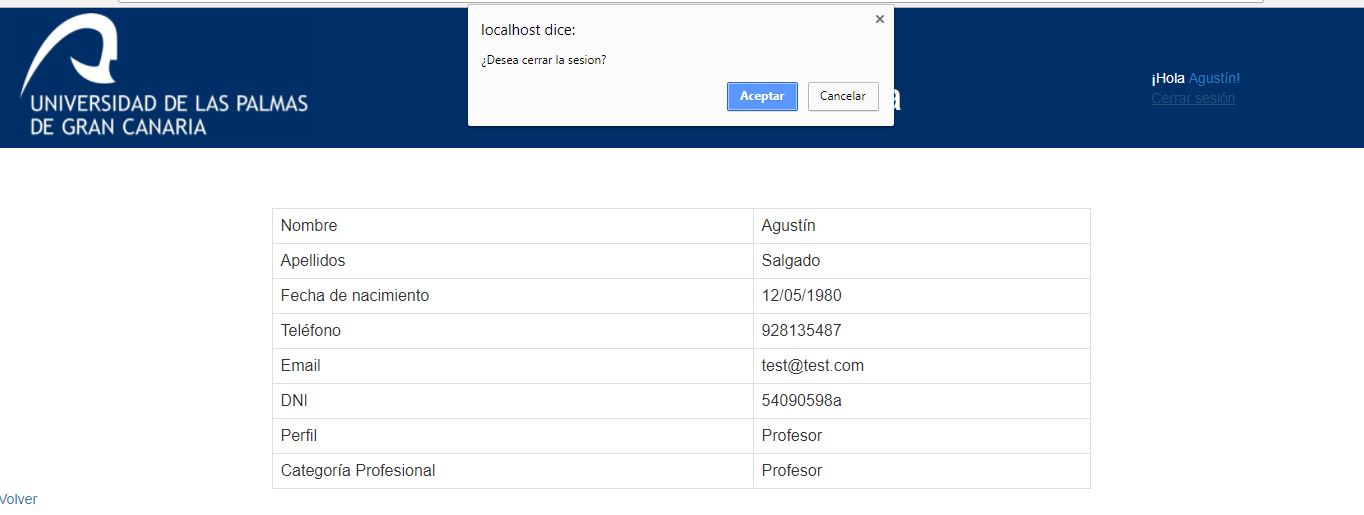 localhost dice:
¿Desea cerrar la sesion?
Aceptar Cancelar
UNIVERSIDAD DE LAS PALMAS
DE GRAN CANARIA
¡Hola Agustín!
Cerrar sesión
Nombre Agustín
Apellidos Salgado
Fecha de nacimiento 12/05/1980
Teléfono 928135487
Email test@test.com
DNI 54090598a
Perfil Profesor
Categoría Profesional Profesor
Volver